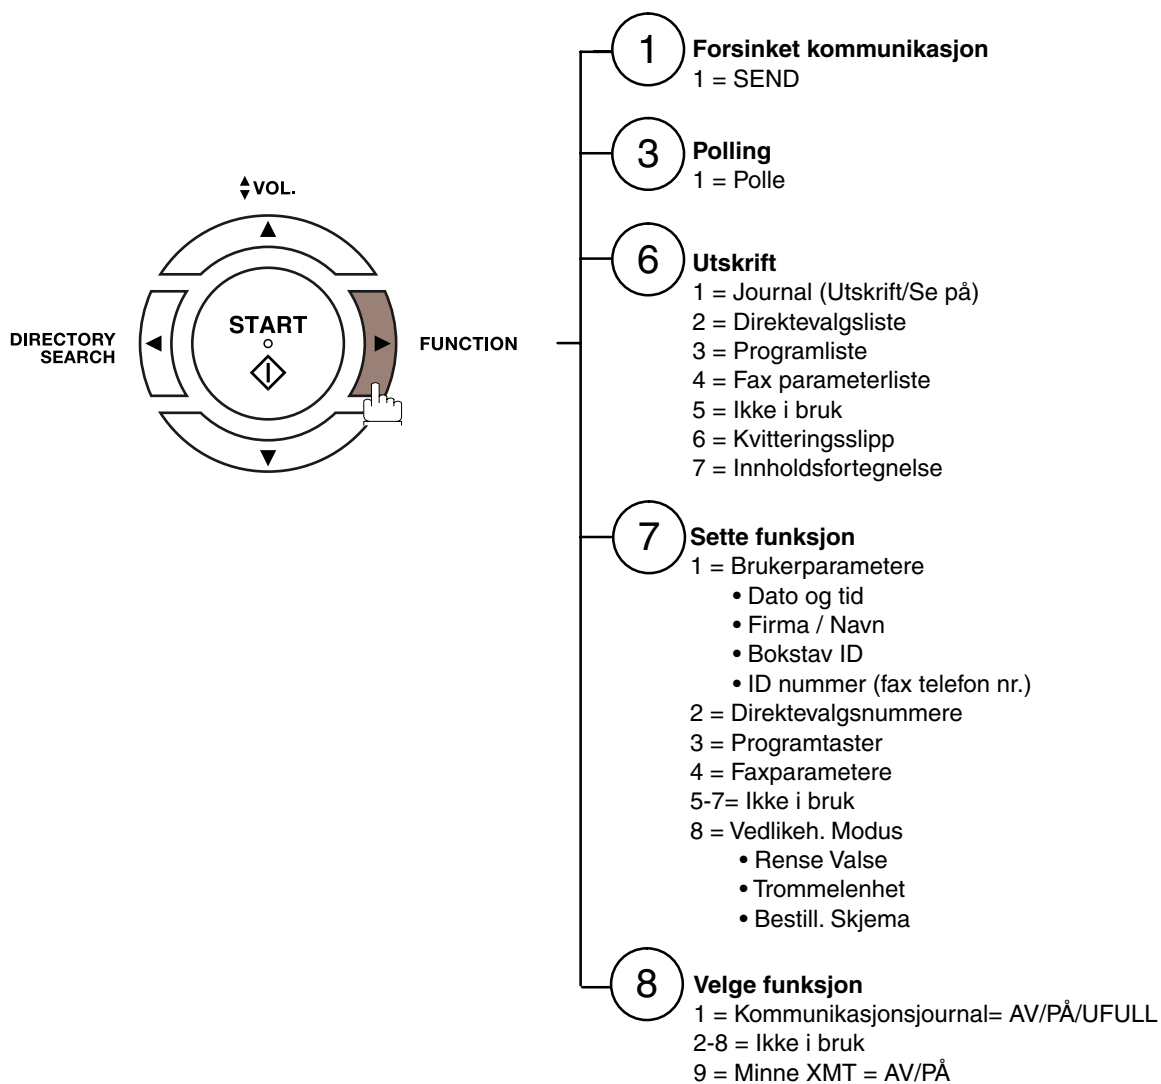 VOL.
START
DIRECTORY
SEARCH
FUNCTION
1 Forsinket kommunikasjon
1 = SEND
3 Polling
1 = Polle
6 Utskrift
1 = Journal (Utskrift/Se på)
2 = Direktevalgsliste
3 = Programliste
4 = Fax parameterliste
5 = Ikke i bruk
6 = Kvitteringsslipp
7 = Innholdsfortegnelse
7 Sette funksjon
1 = Brukerparametere
• Dato og tid
• Firma / Navn
• Bokstav ID
• ID nummer (fax telefon nr.)
2 = Direktevalgsnummere
3 = Programtaster
4 = Faxparametere
5-7= Ikke i bruk
8 = Vedlikeh. Modus
• Rense Valse
• Trommelenhet
• Bestill. Skjema
8 Velge funksjon
1 = Kommunikasjonsjournal= AV/PÅ/UFULL
2-8 = Ikke i bruk
9 = Minne XMT = AV/PÅ